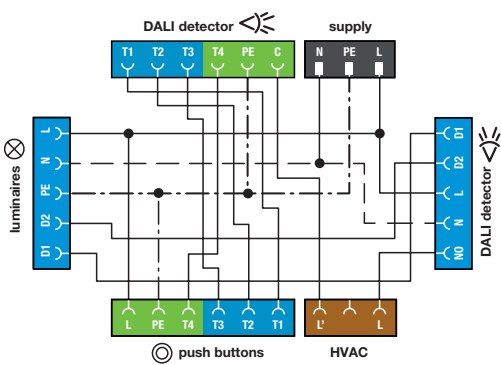 DALI detector
supply
T1 T2 T3 T4 PE C
N PE L
luminaires
L
N
PE
D2
D1
D1
D2
L
N
NO
DALI detector
L PE T4 T3 T2 T1
L' L
push buttons
HVAC